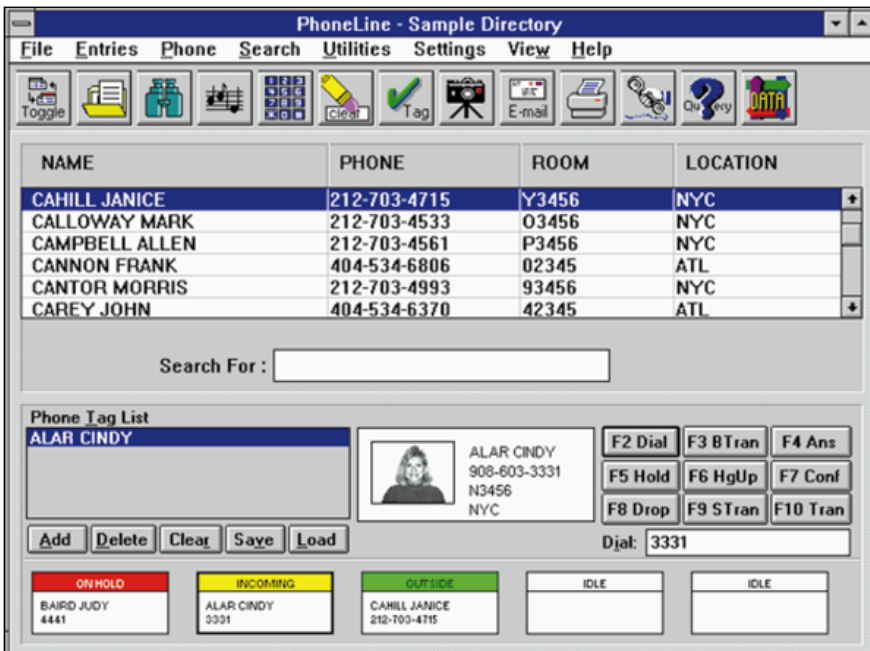 PhoneLine - Sample Directory
File Entries Phone Search Utilities Settings View Help
Toggle clear Tag E-mail Query DATA
NAME PHONE ROOM LOCATION
CAHILL JANICE 212-703-4715 Y3456 NYC
CALLOWAY MARK 212-703-4533 O3456 NYC
CAMPBELL ALLEN 212-703-4561 P3456 NYC
CANNON FRANK 404-534-6806 02345 ATL
CANTOR MORRIS 212-703-4993 93456 NYC
CAREY JOHN 404-534-6370 42345 ATL
Search For :
Phone Tag List
ALAR CINDY
ALAR CINDY
908-603-3331
N3456
NYC
F2 Dial F3 BTran F4 Ans
F5 Hold F6 HgUp F7 Conf
F8 Drop F9 STran F10 Tran
Add Delete Clear Save Load
Dial: 3331
ON HOLD INCOMING OUTSIDE IDLE IDLE
BAIRD JUDY ALAR CINDY CAHILL JANICE
4441 3331 212-703-4715